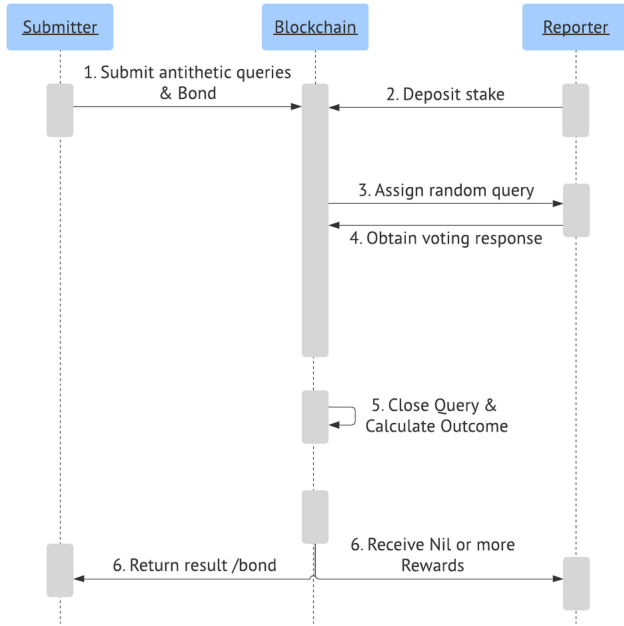 Submitter
Blockchain
Reporter
1. Submit antithetic queries
& Bond
2. Deposit stake
3. Assign random query
4. Obtain voting response
5. Close Query &
Calculate Outcome
6. Return result /bond
6. Receive Nil or more
Rewards